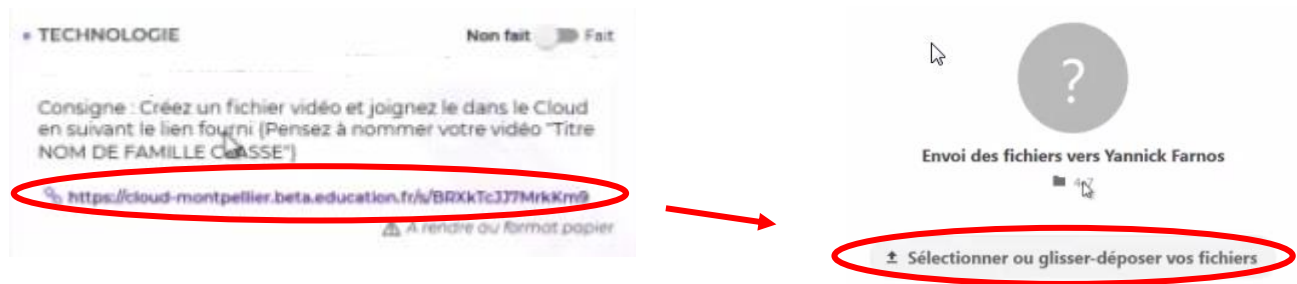 TECHNOLOGIE
Non fait Fait
Consigne : Créez un fichier vidéo et joignez le dans le Cloud
en suivant le lien fourni (Pensez à nommer votre vidéo "Titre
NOM DE FAMILLE CLASSE")
https://cloud-montpellier.beta.education.fr/s/BRXkTcJJ7MrkKm9
A rendre au format papier
?
Envoi des fichiers vers Yannick Farnos
Sélectionner ou glisser-déposer vos fichiers